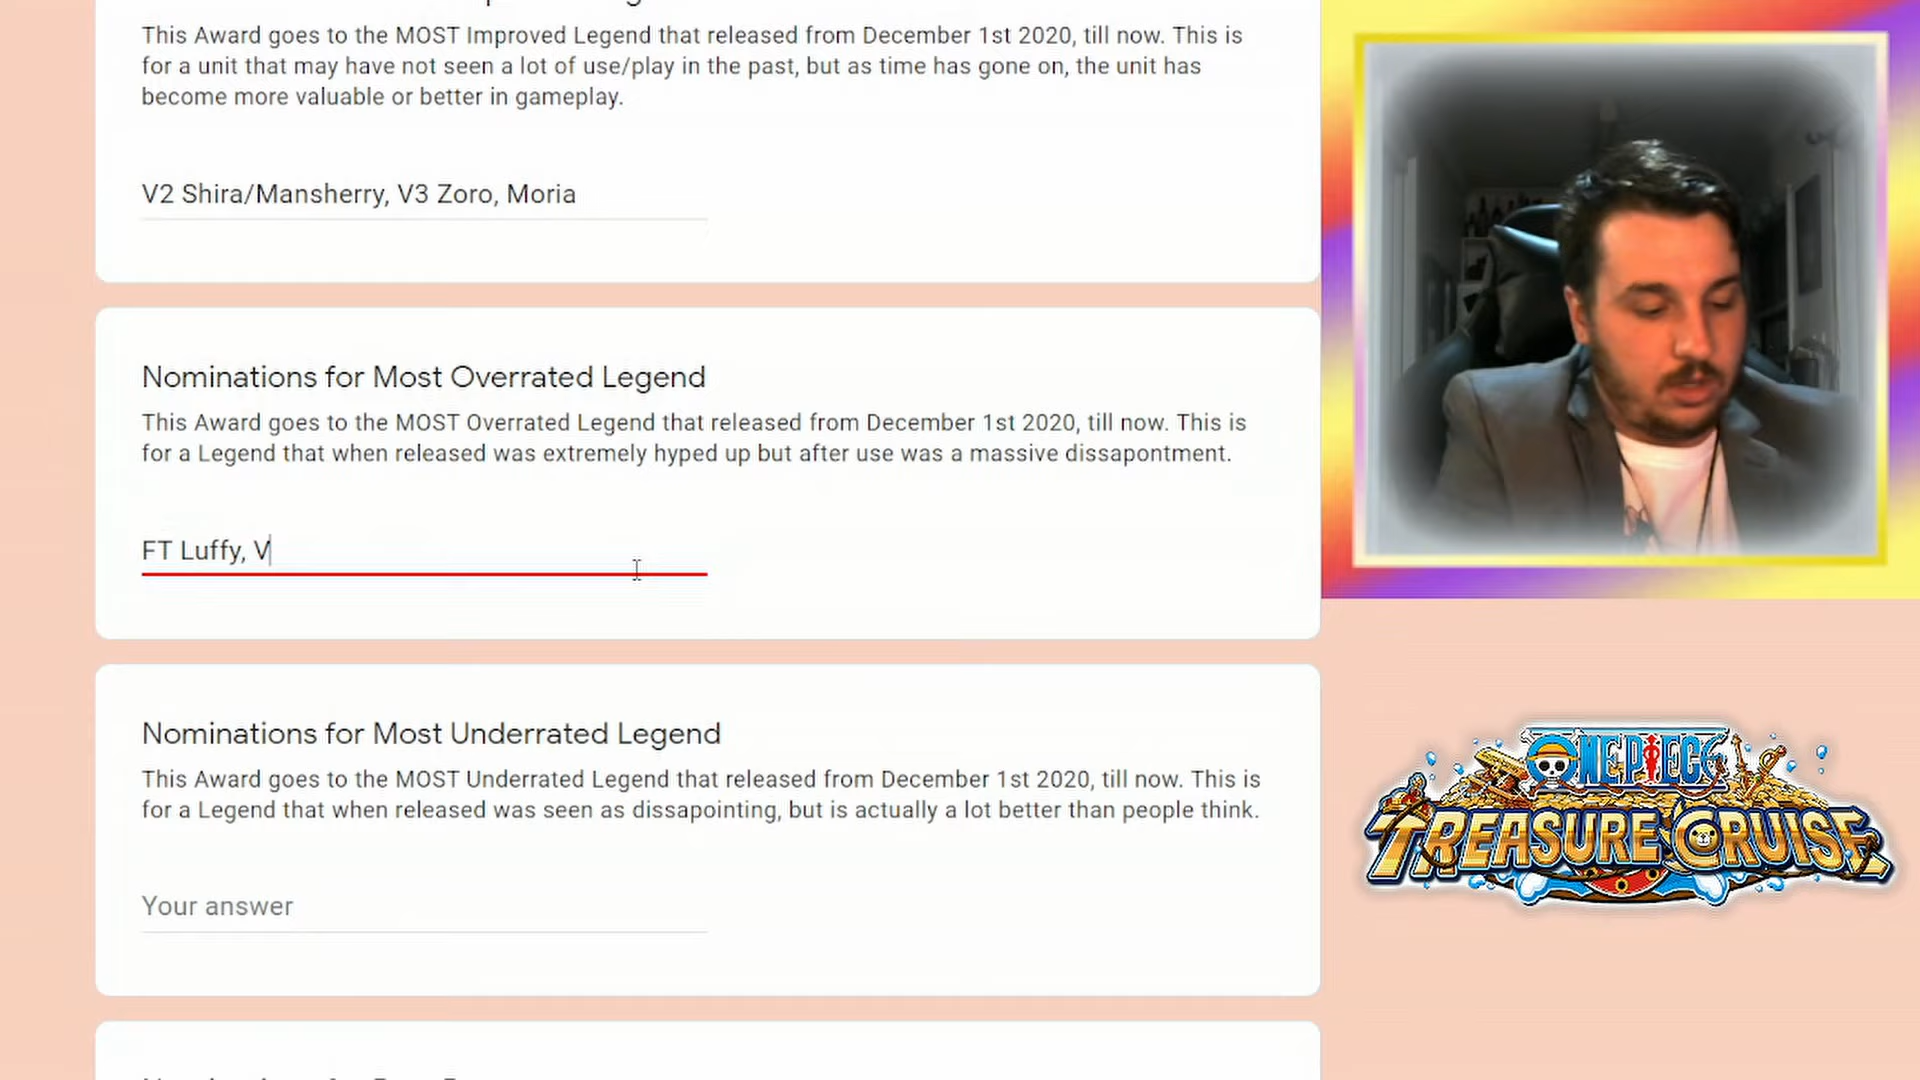 This Award goes to the MOST Improved Legend that released from December 1st 2020, till now. This is
for a unit that may have not seen a lot of use/play in the past, but as time has gone on, the unit has
become more valuable or better in gameplay.
V2 Shira/Mansherry, V3 Zoro, Moria
Nominations for Most Overrated Legend
This Award goes to the MOST Overrated Legend that released from December 1st 2020, till now. This is
for a Legend that when released was extremely hyped up but after use was a massive dissapontment.
FT Luffy, V
Nominations for Most Underrated Legend
This Award goes to the MOST Underrated Legend that released from December 1st 2020, till now. This is
for a Legend that when released was seen as dissapointing, but is actually a lot better than people think.
Your answer
ONE PIECE
TREASURE CRUISE